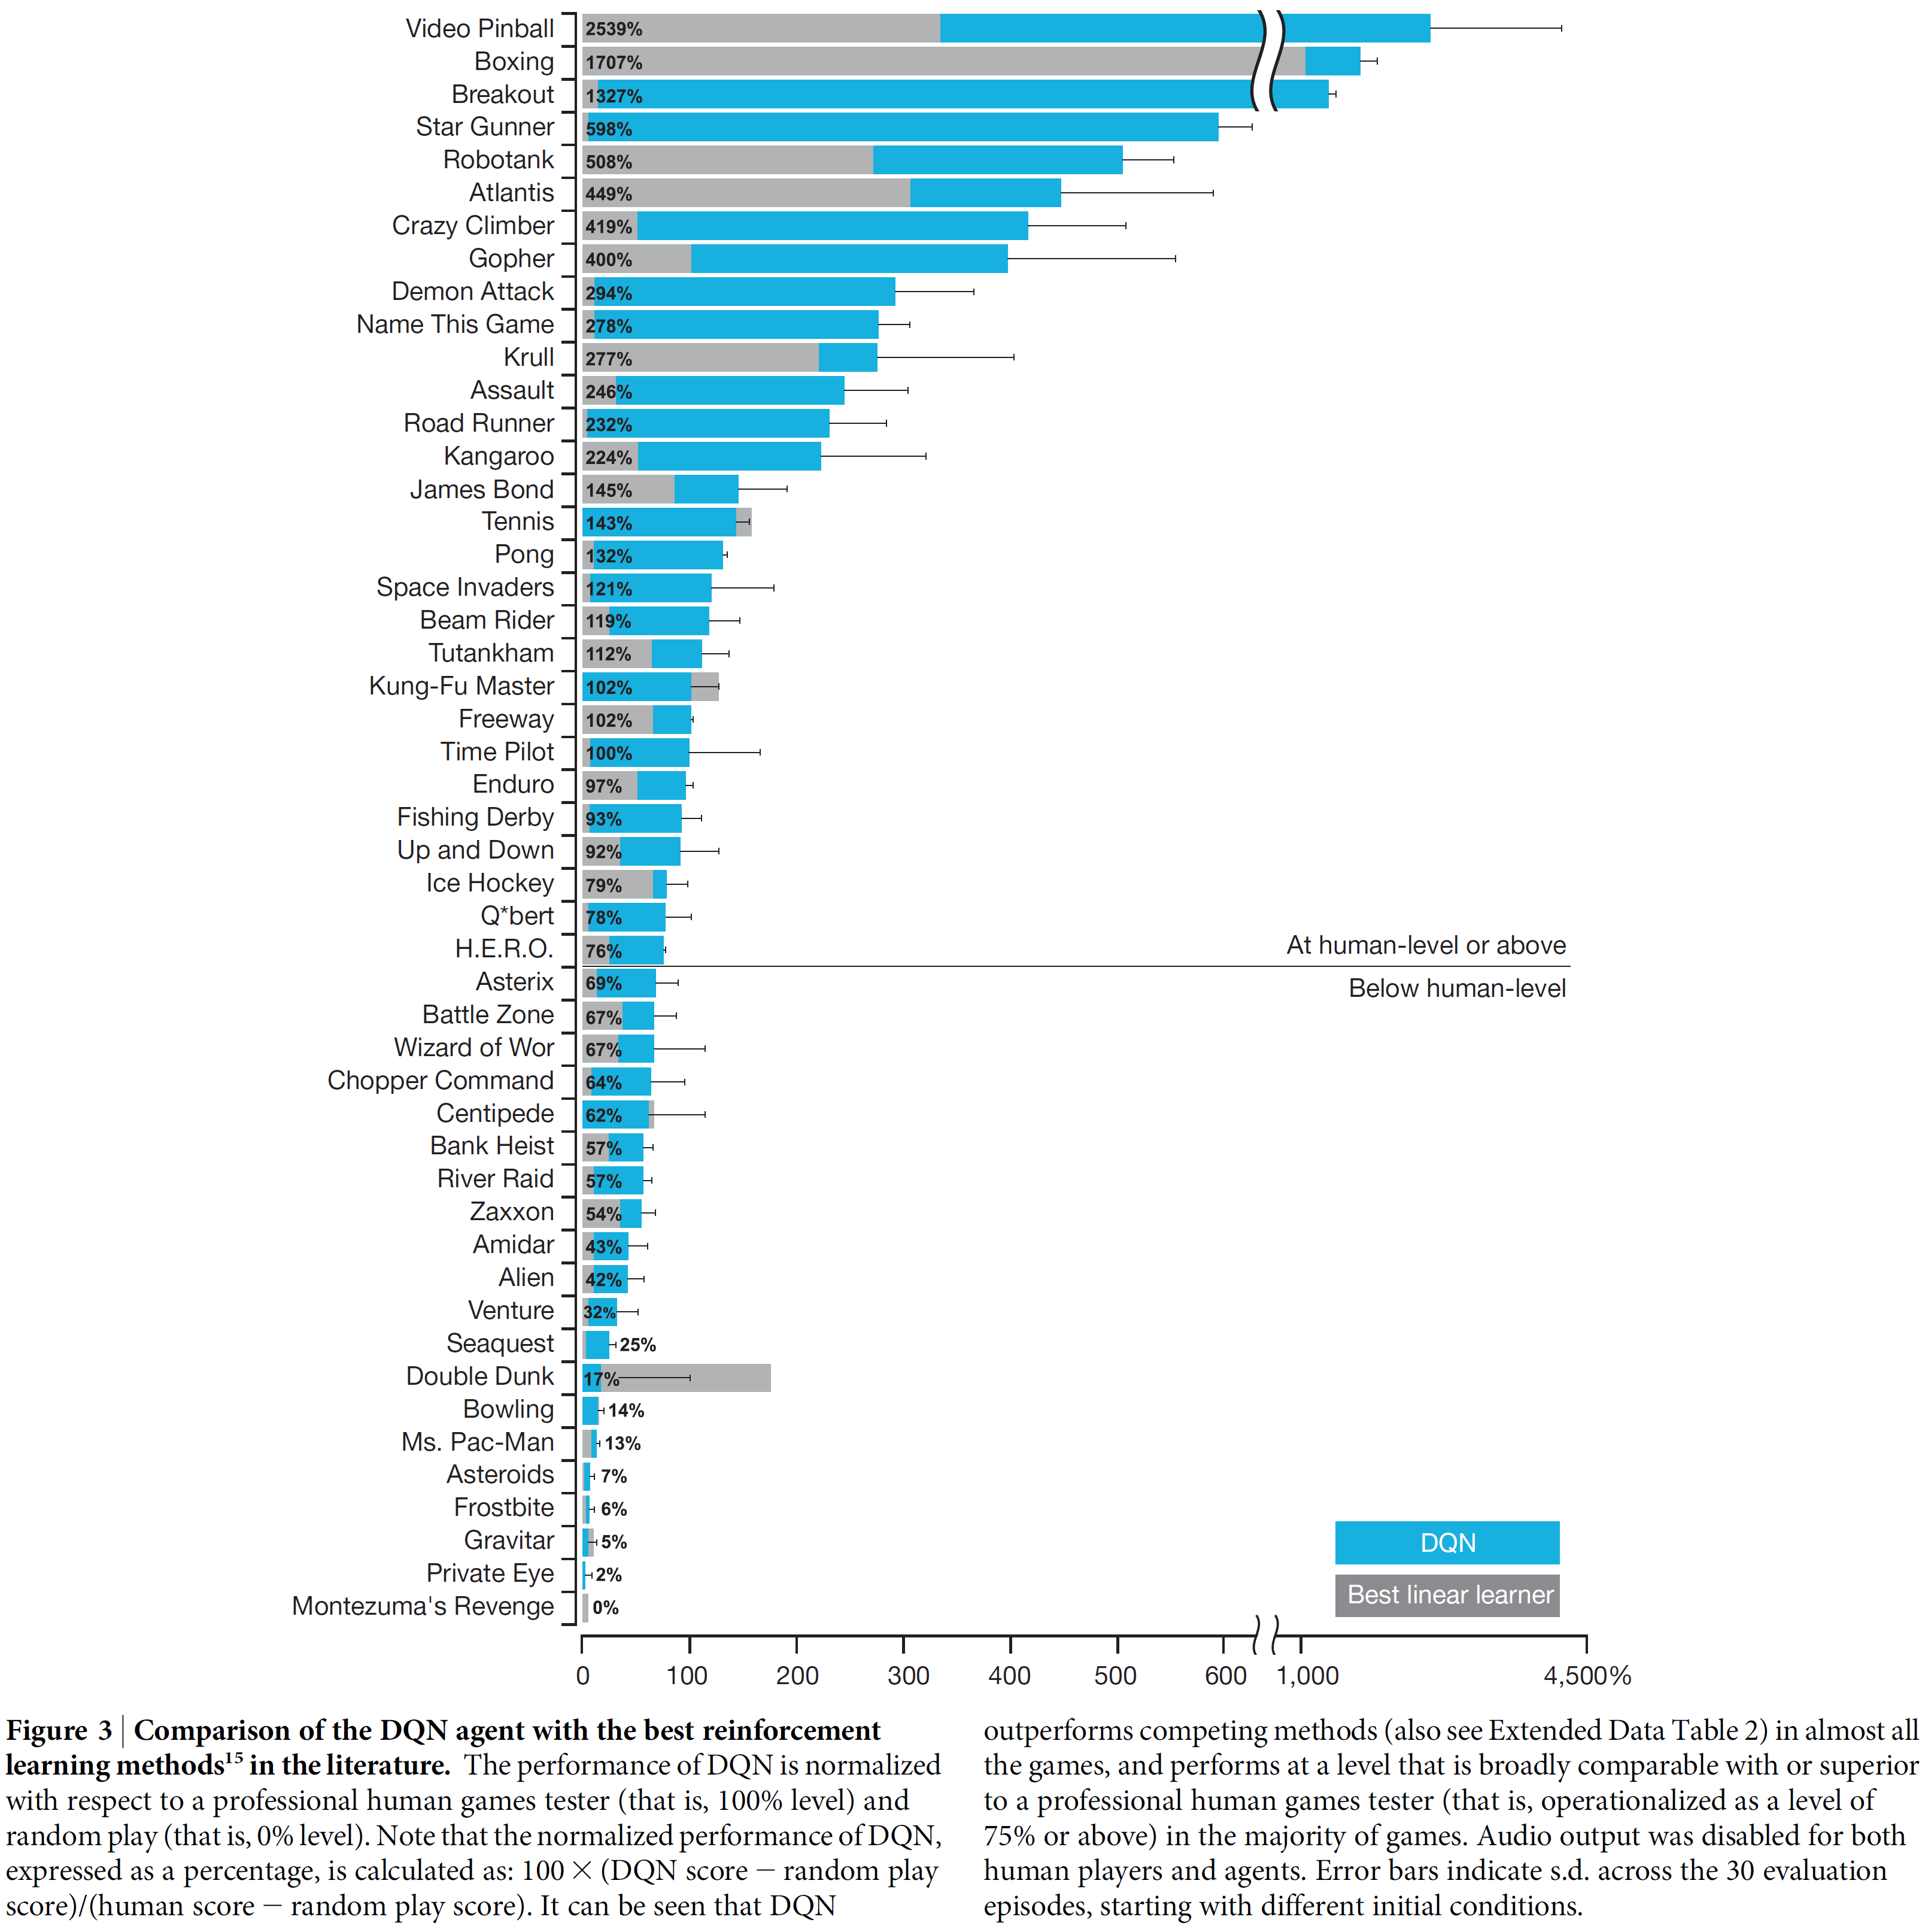 Video Pinball 2539%
Boxing 1707%
Breakout 1327%
Star Gunner 598%
Robotank 508%
Atlantis 449%
Crazy Climber 419%
Gopher 400%
Demon Attack 294%
Name This Game 278%
Krull 277%
Assault 246%
Road Runner 232%
Kangaroo 224%
James Bond 145%
Tennis 143%
Pong 132%
Space Invaders 121%
Beam Rider 119%
Tutankham 112%
Kung-Fu Master 102%
Freeway 102%
Time Pilot 100%
Enduro 97%
Fishing Derby 93%
Up and Down 92%
Ice Hockey 79%
Q*bert 78%
H.E.R.O. 76%
At human-level or above
Asterix 69%
Below human-level
Battle Zone 67%
Wizard of Wor 67%
Chopper Command 64%
Centipede 62%
Bank Heist 57%
River Raid 57%
Zaxxon 54%
Amidar 43%
Alien 42%
Venture 32%
Seaquest 25%
Double Dunk 17%
Bowling 14%
Ms. Pac-Man 13%
Asteroids 7%
Frostbite 6%
Gravitar 5%
Private Eye 2%
Montezuma's Revenge 0%
DQN
Best linear learner
0 100 200 300 400 500 600 1,000 4,500%
Figure 3 | Comparison of the DQN agent with the best reinforcement
learning methods15 in the literature. The performance of DQN is normalized
with respect to a professional human games tester (that is, 100% level) and
random play (that is, 0% level). Note that the normalized performance of DQN,
expressed as a percentage, is calculated as: 100 × (DQN score − random play
score)/(human score − random play score). It can be seen that DQN
outperforms competing methods (also see Extended Data Table 2) in almost all
the games, and performs at a level that is broadly comparable with or superior
to a professional human games tester (that is, operationalized as a level of
75% or above) in the majority of games. Audio output was disabled for both
human players and agents. Error bars indicate s.d. across the 30 evaluation
episodes, starting with different initial conditions.